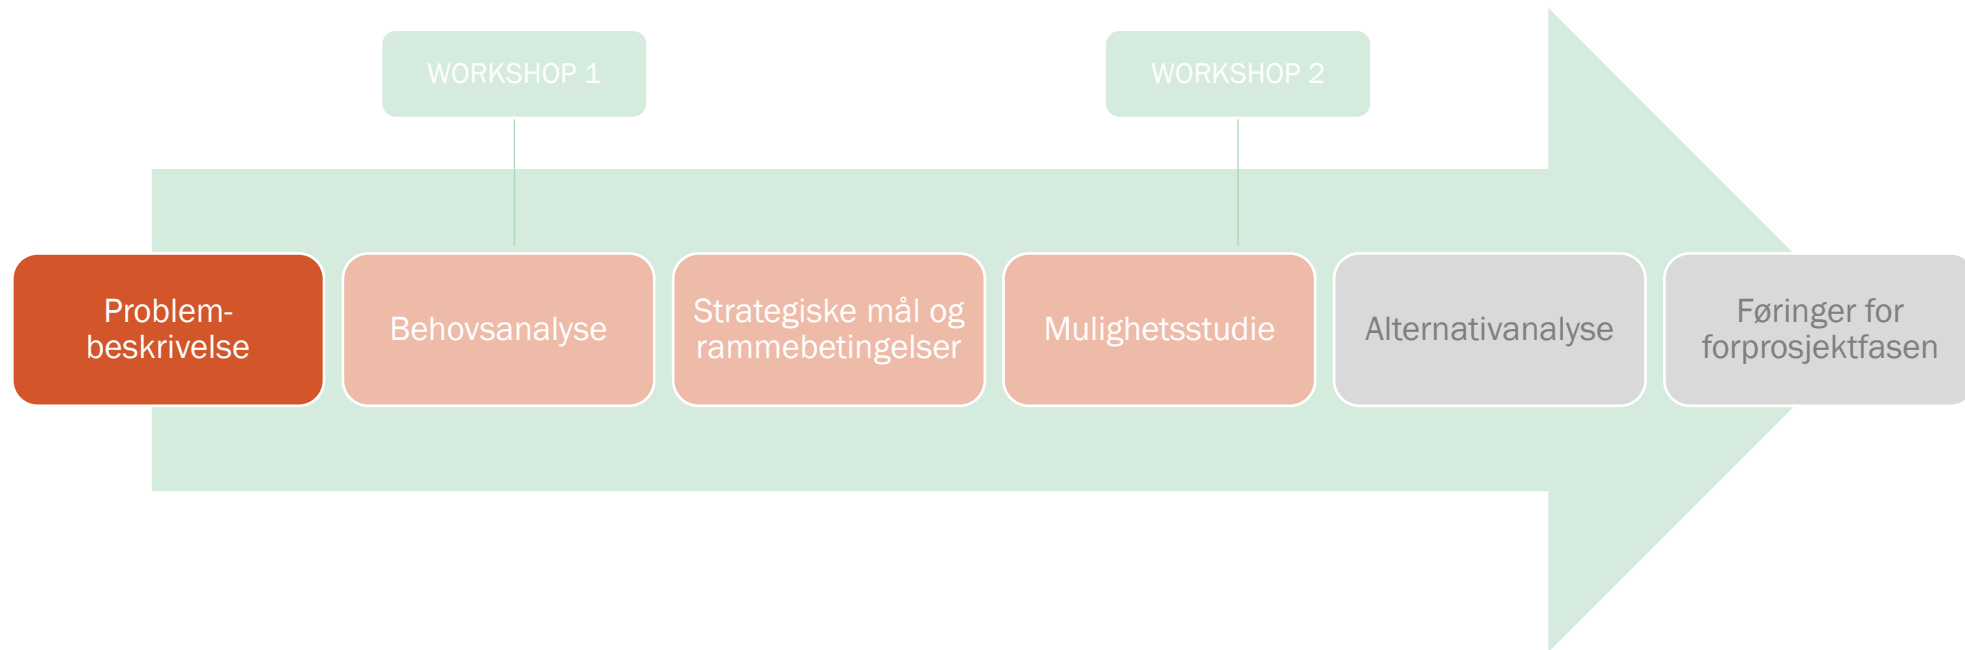 WORKSHOP 1
WORKSHOP 2
Problem-
beskrivelse
Behovsanalyse
Strategiske mål og
rammebetingelser
Mulighetsstudie
Alternativanalyse
Føringer for
forprosjektfasen